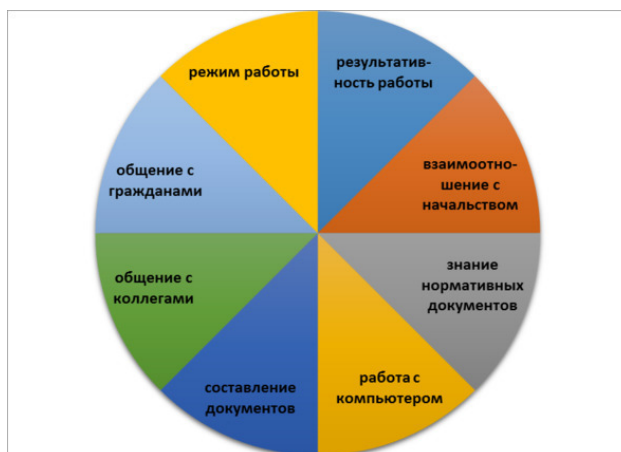 режим работы
результатив-
ность работы
взаимоотно-
шение с
начальством
знание
нормативных
документов
работа с
компьютером
составление
документов
общение с
коллегами
общение с
гражданами